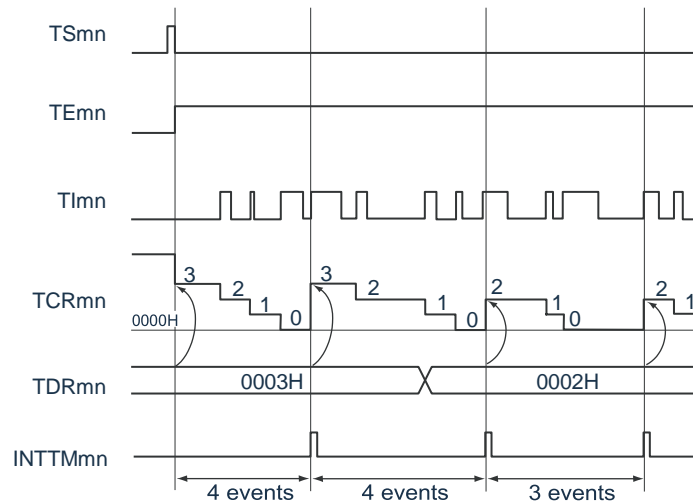 TSmn
TEmn
TImn
TCRmn
3 2 1 0 3 2 1 0 2 1 0 2 1
0000H
TDRmn
0003H 0002H
INTTMmn
4 events 4 events 3 events